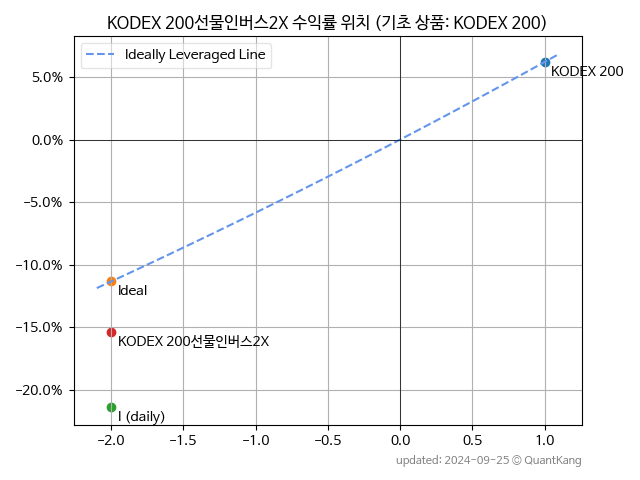 KODEX 200선물인버스2X 수익률 위치 (기초 상품: KODEX 200)
Ideally Leveraged Line
5.0%
0.0%
−5.0%
−10.0%
−15.0%
−20.0%
KODEX 200
Ideal
KODEX 200선물인버스2X
I (daily)
−2.0 −1.5 −1.0 −0.5 0.0 0.5 1.0
updated: 2024-09-25 © QuantKang